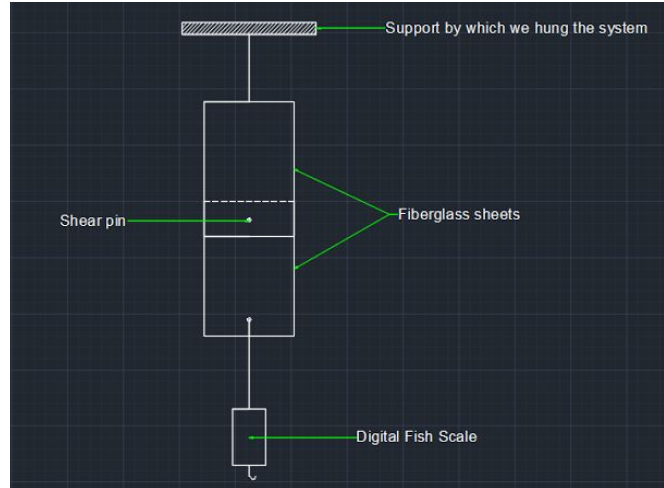 Support by which we hung the system
Fiberglass sheets
Shear pin
Digital Fish Scale